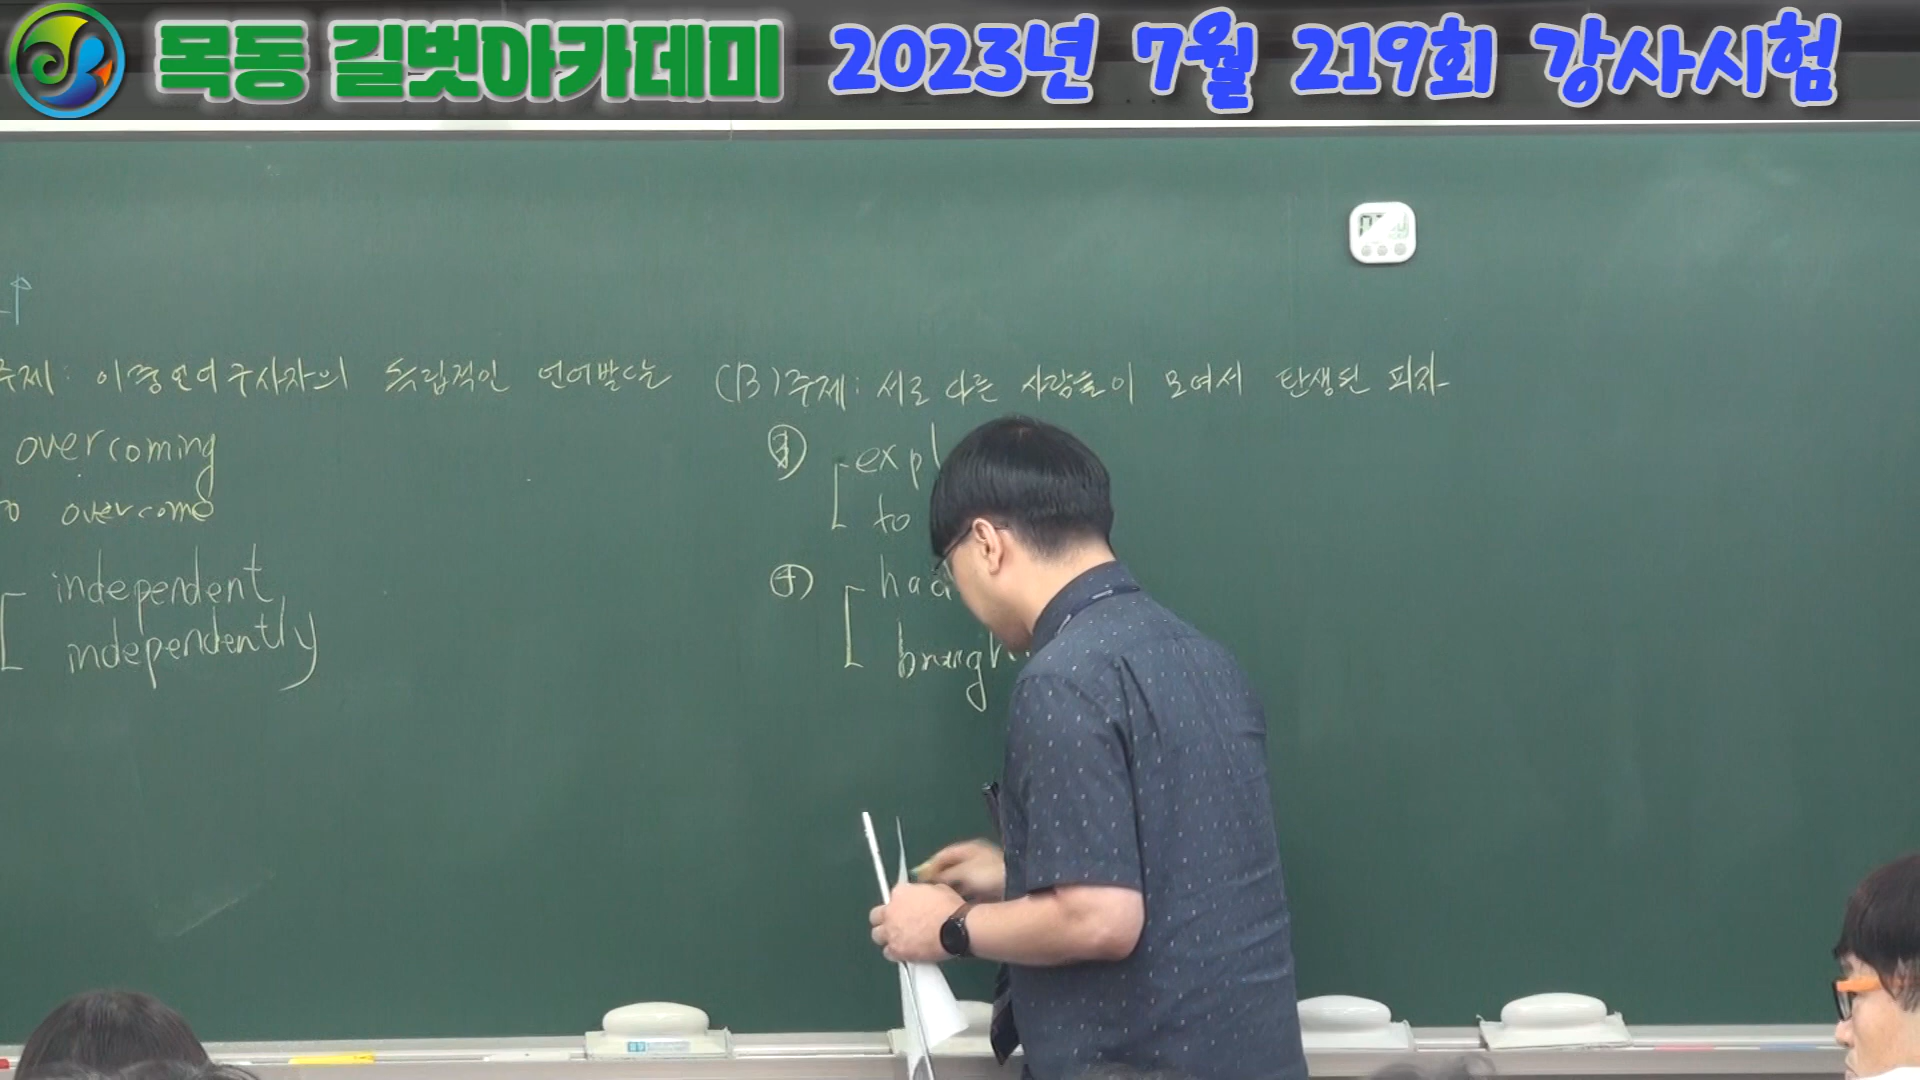 목동 길벗아카데미 2023년 7월 219회 강사시험
주제: 이중언어구사자의 독립적인 언어발달
overcoming
to overcome
independent
independently
(B) 주제: 서로 다른 사람들이 모여서 탄생된 피자
③ expl
to
④ had
brough